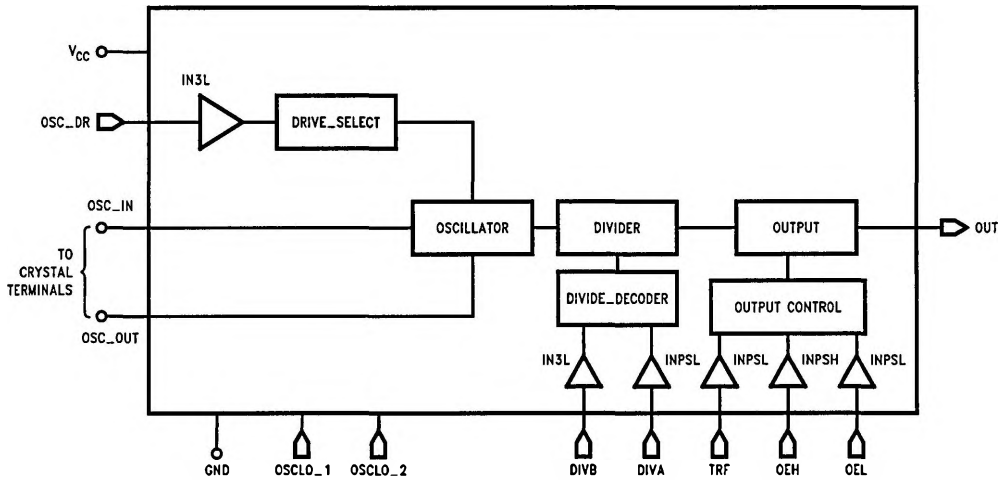 VCC
IN3L
OSC_DR
DRIVE_SELECT
OSC_IN
OSCILLATOR
DIVIDER
OUTPUT
OUT
TO
CRYSTAL
TERMINALS
DIVIDE_DECODER
OUTPUT CONTROL
OSC_OUT
IN3L
INPSL
INPSL
INPSH
INPSL
GND
OSCLO_1
OSCLO_2
DIVB
DIVA
TRF
OEH
OEL